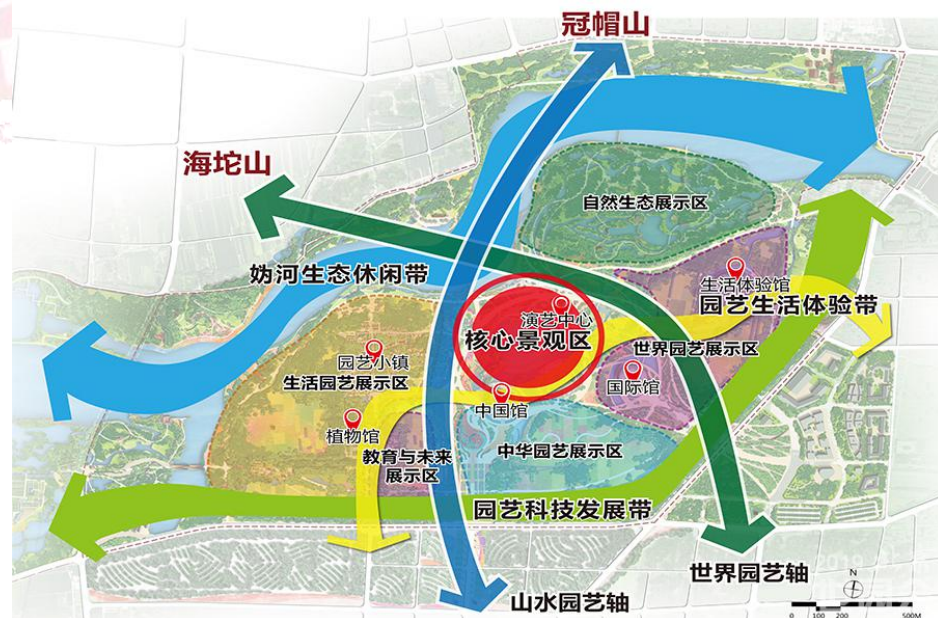 冠帽山
海坨山
自然生态展示区
妫河生态休闲带
生活体验馆
园艺生活体验带
演艺中心
核心景观区
世界园艺展示区
园艺小镇
生活园艺展示区
国际馆
中国馆
植物馆
教育与未来
展示区
中华园艺展示区
园艺科技发展带
世界园艺轴
山水园艺轴
N
0 100 200 500M